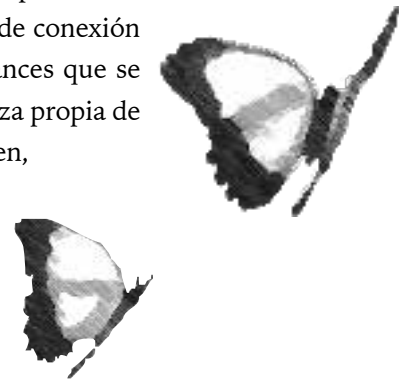 de conexión
ances que se
za propia de
en,